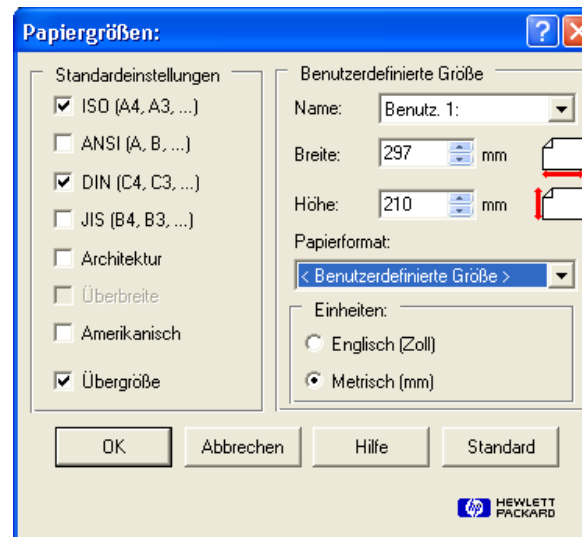 Papiergrößen:
Standardeinstellungen
ISO (A4, A3, ...)
ANSI (A, B, ...)
DIN (C4, C3, ...)
JIS (B4, B3, ...)
Architektur
Überbreite
Amerikanisch
Übergröße
Benutzerdefinierte Größe
Name: Benutz. 1:
Breite: 297 mm
Höhe: 210 mm
Papierformat:
< Benutzerdefinierte Größe >
Einheiten:
Englisch (Zoll)
Metrisch (mm)
OK Abbrechen Hilfe Standard
hp HEWLETT
PACKARD